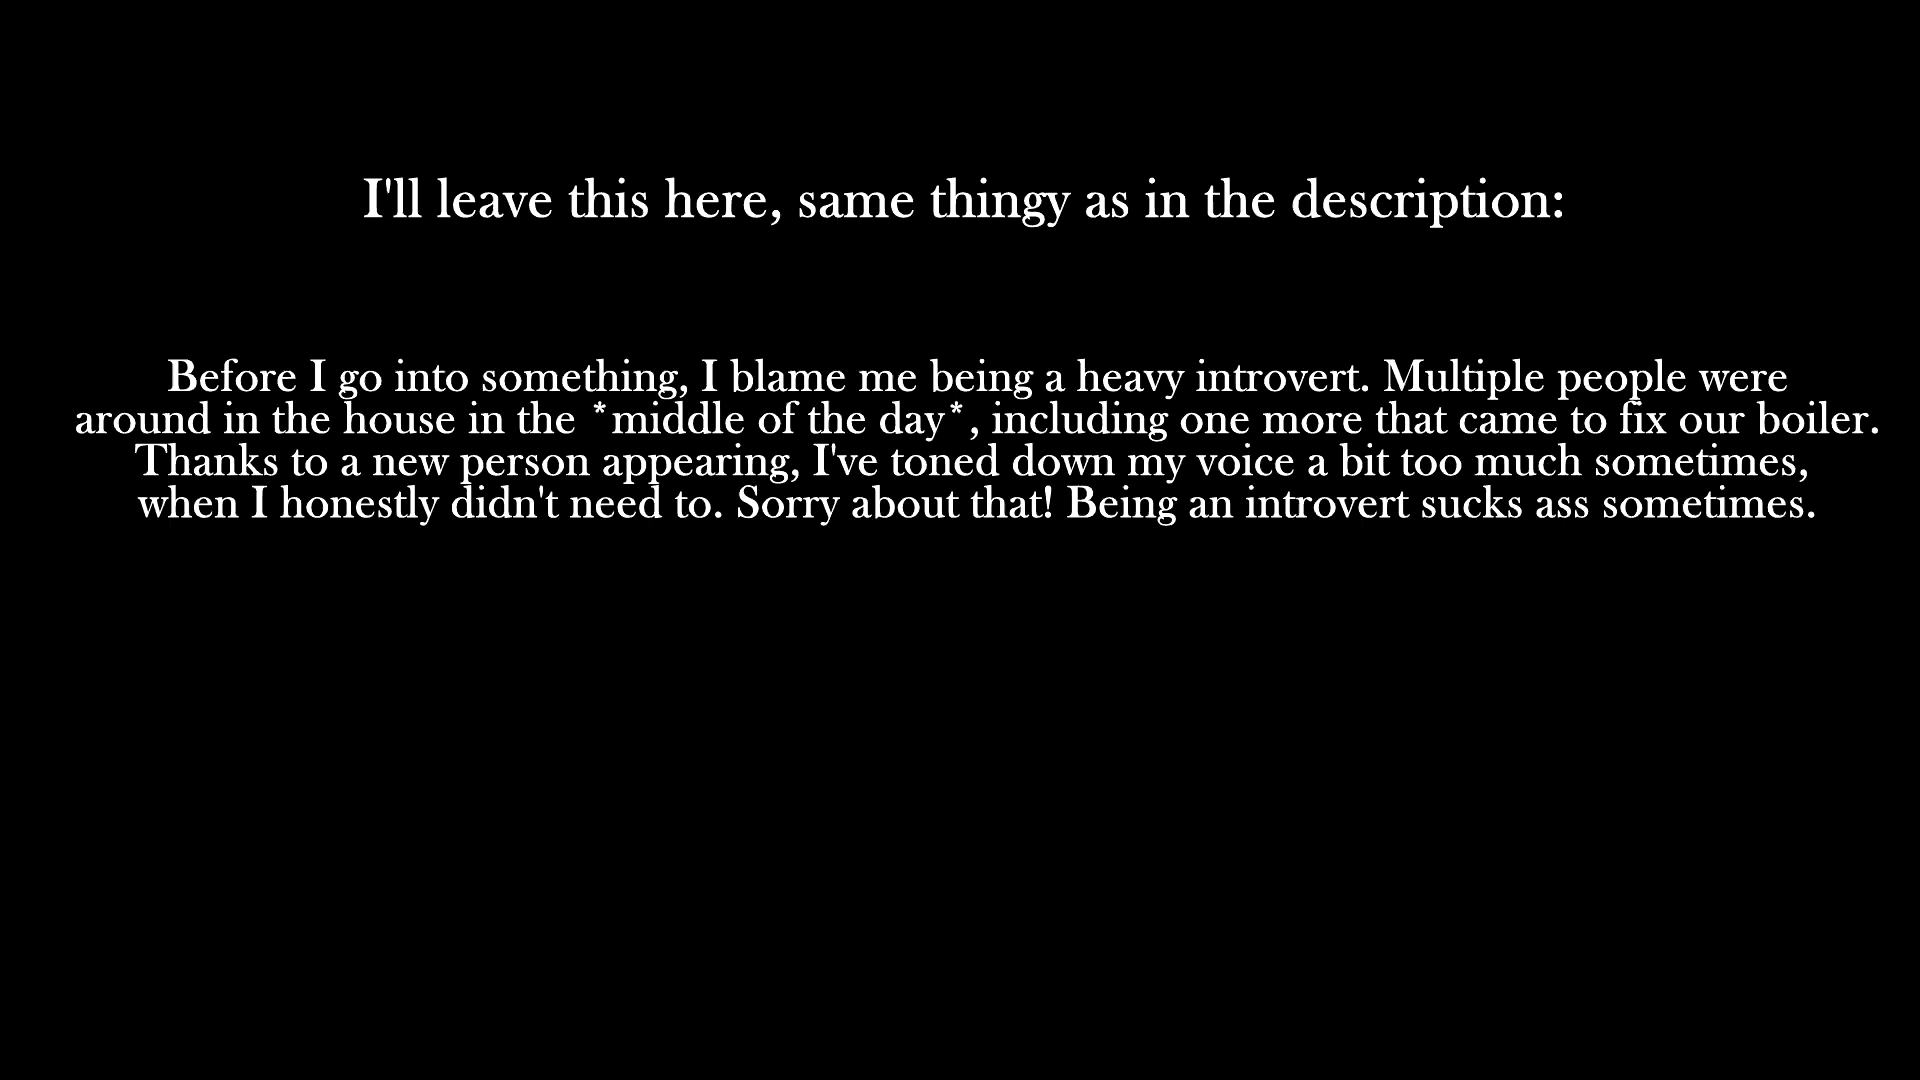 I'll leave this here, same thingy as in the description:
Before I go into something, I blame me being a heavy introvert. Multiple people were
around in the house in the *middle of the day*, including one more that came to fix our boiler.
Thanks to a new person appearing, I've toned down my voice a bit too much sometimes,
when I honestly didn't need to. Sorry about that! Being an introvert sucks ass sometimes.